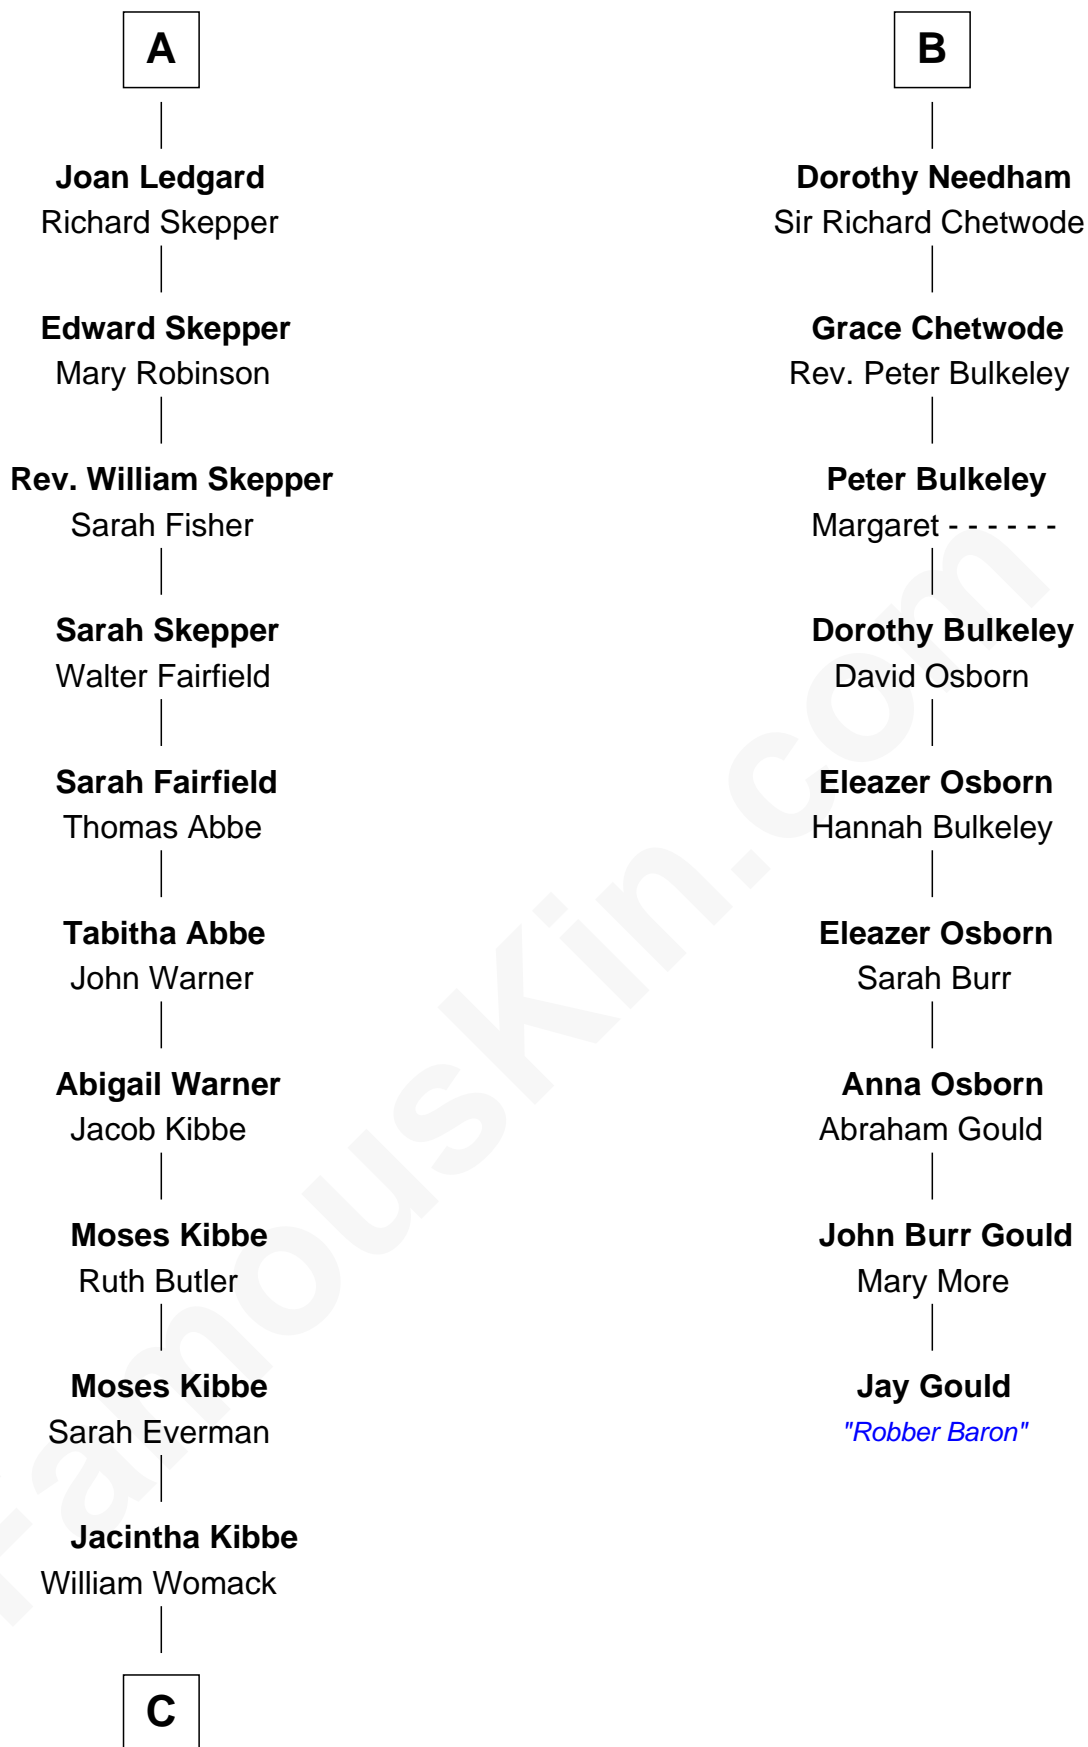 A
Joan Ledgard
Richard Skepper
Edward Skepper
Mary Robinson
Rev. William Skepper
Sarah Fisher
Sarah Skepper
Walter Fairfield
Sarah Fairfield
Thomas Abbe
Tabitha Abbe
John Warner
Abigail Warner
Jacob Kibbe
Moses Kibbe
Ruth Butler
Moses Kibbe
Sarah Everman
Jacintha Kibbe
William Womack
C
B
Dorothy Needham
Sir Richard Chetwode
Grace Chetwode
Rev. Peter Bulkeley
Peter Bulkeley
Margaret - - - - - -
Dorothy Bulkeley
David Osborn
Eleazer Osborn
Hannah Bulkeley
Eleazer Osborn
Sarah Burr
Anna Osborn
Abraham Gould
John Burr Gould
Mary More
Jay Gould
"Robber Baron"
FamousKin.com